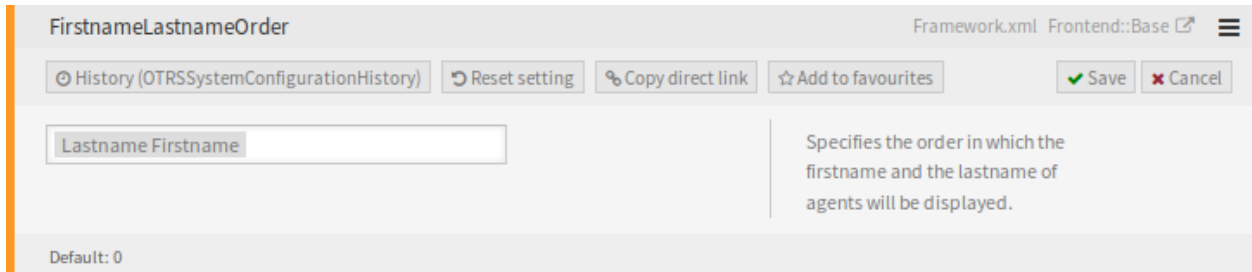 FirstnameLastnameOrder
Framework.xml Frontend::Base
History (OTRSSystemConfigurationHistory) Reset setting Copy direct link Add to favourites Save Cancel
Lastname Firstname
Specifies the order in which the
firstname and the lastname of
agents will be displayed.
Default: 0